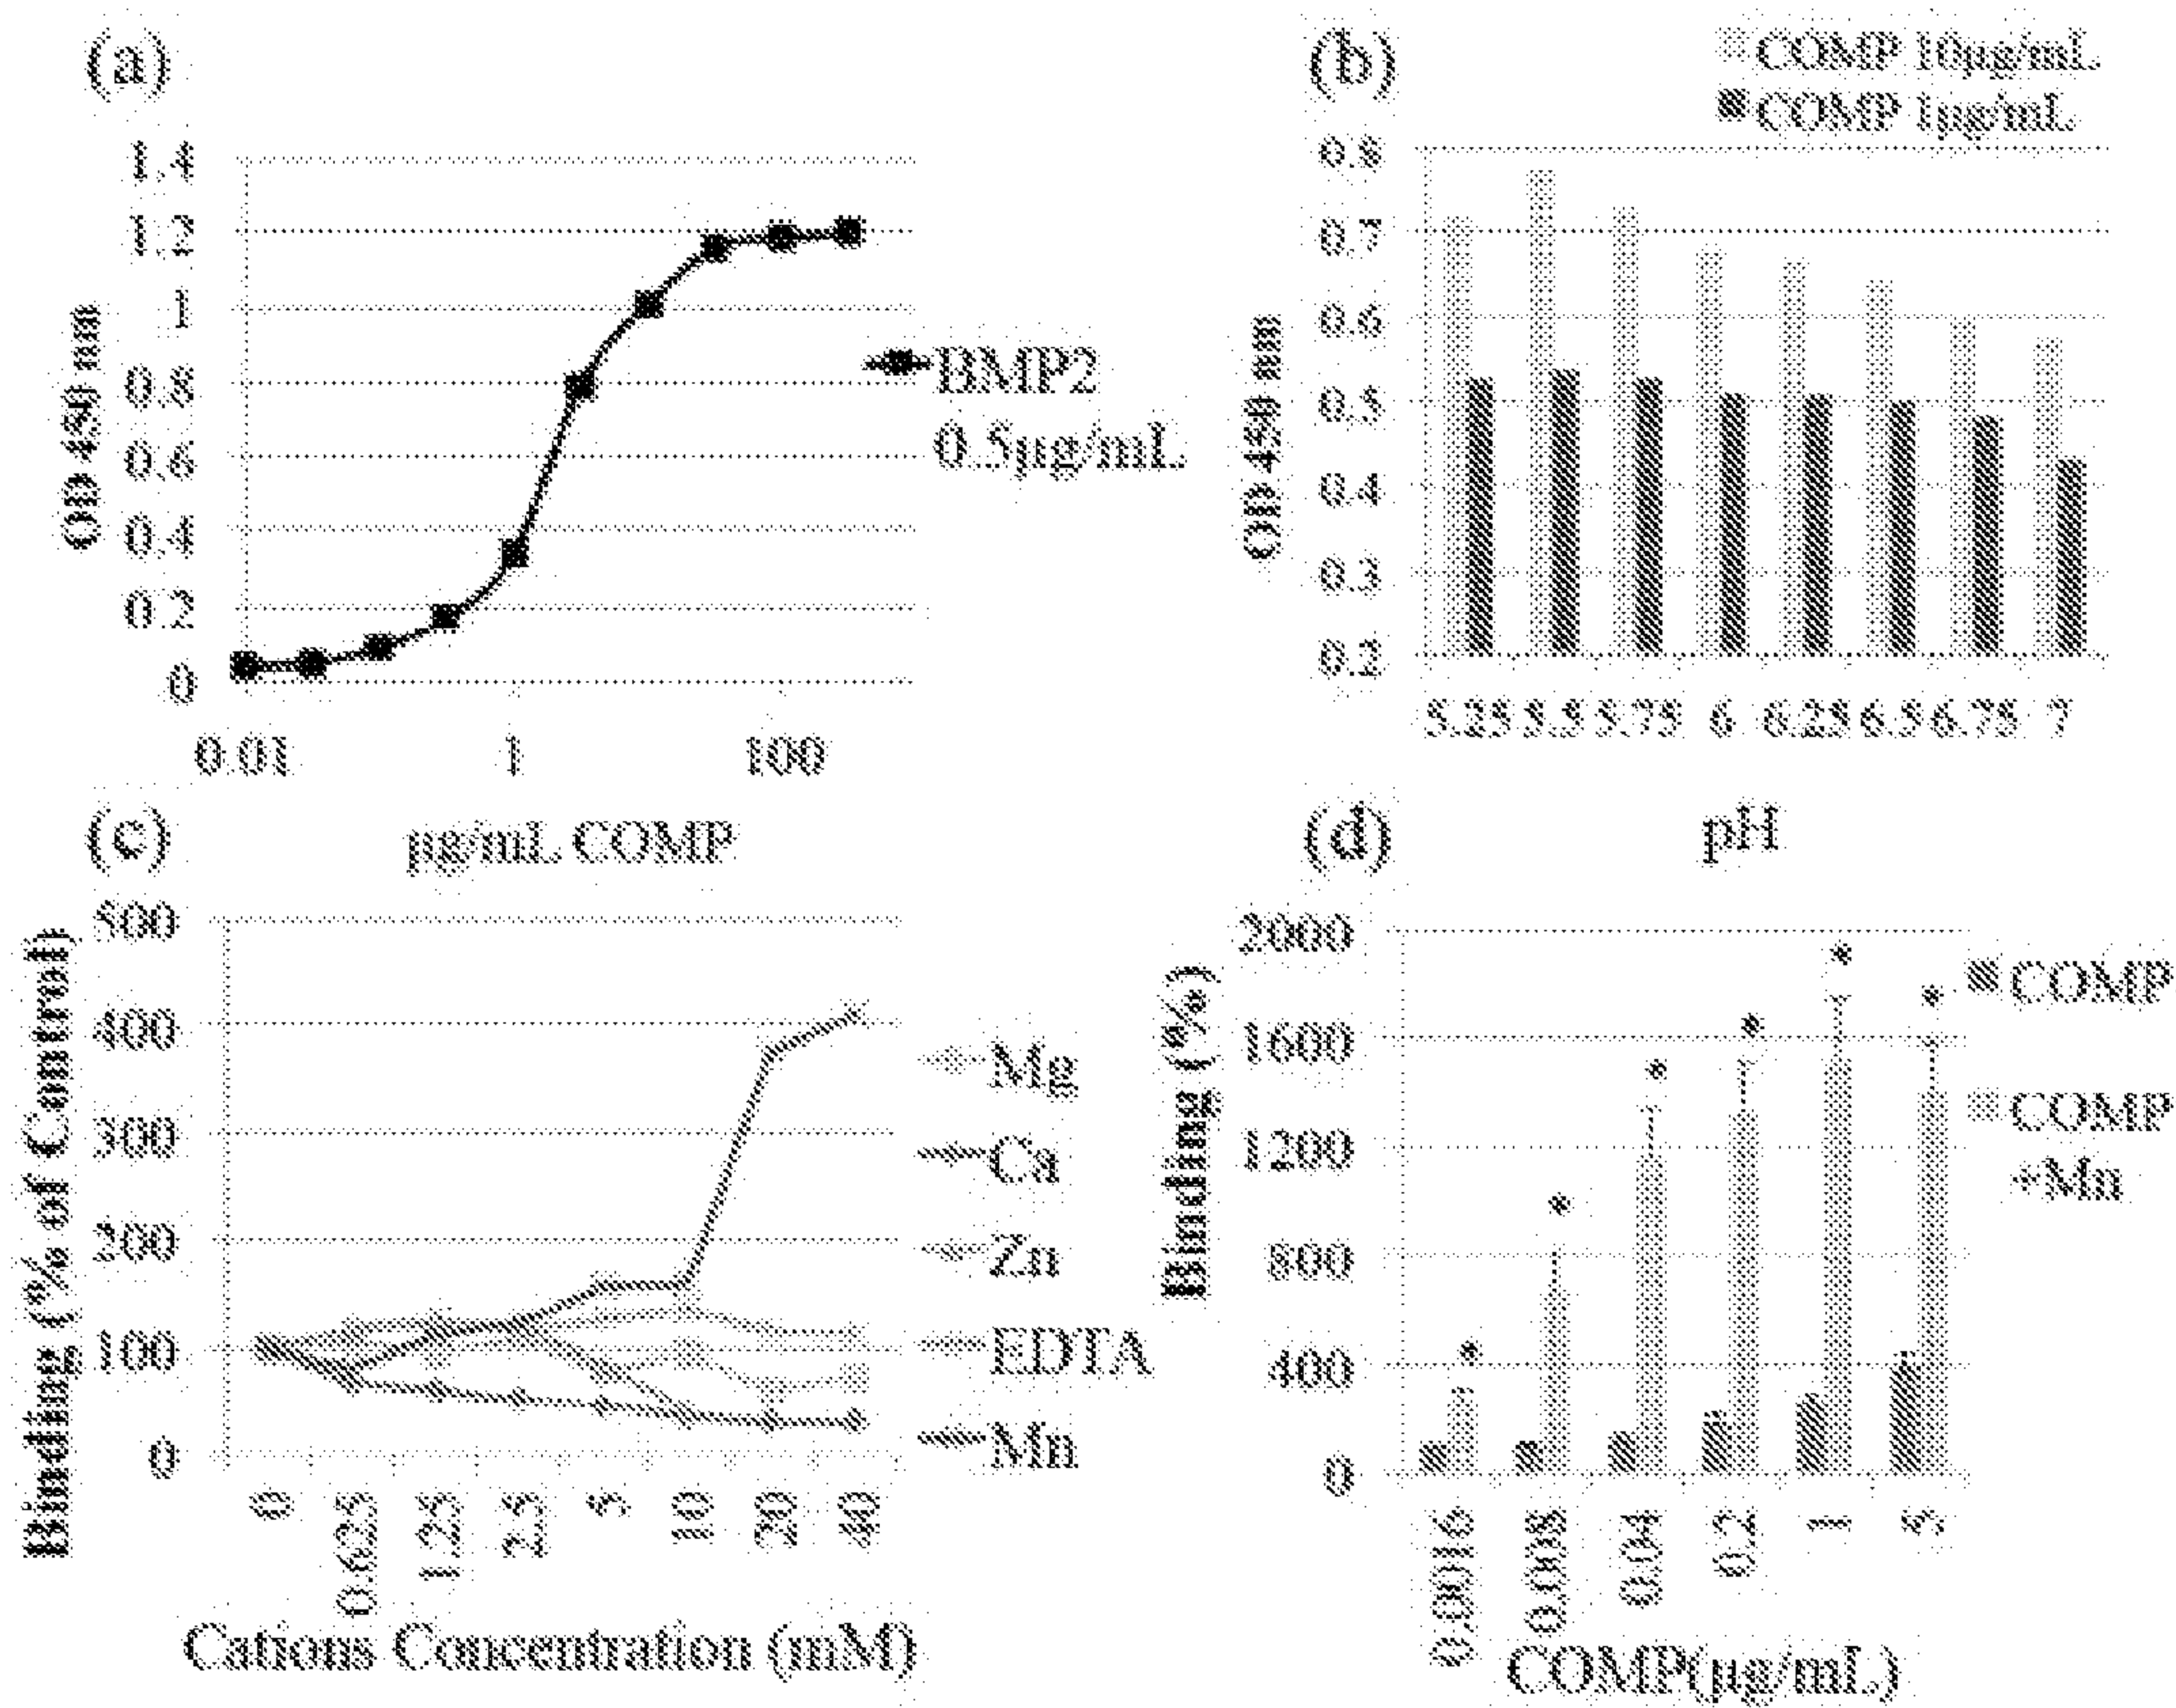 (a)
1.4
1.2
1
0.8
0.6
0.4
0.2
0
OD 450 nm
0.01 1 100
µg/mL COMP
BMP2
0.5µg/mL
(b)
COMP 10µg/mL
COMP 1µg/mL
0.8
0.7
0.6
0.5
0.4
0.3
0.2
OD 450 nm
5.25 5.5 5.75 6 6.25 6.5 6.75 7
pH
(c)
500
400
300
200
100
0
Binding (% of Control)
0 0.625 1.25 2.5 5 10 20 40
Cations Concentration (mM)
Mg
Ca
Zn
EDTA
Mn
(d)
2000
1600
1200
800
400
0
Binding (%)
* * * * * *
0.0016 0.008 0.04 0.2 1 5
COMP(µg/mL)
COMP
COMP
+Mn